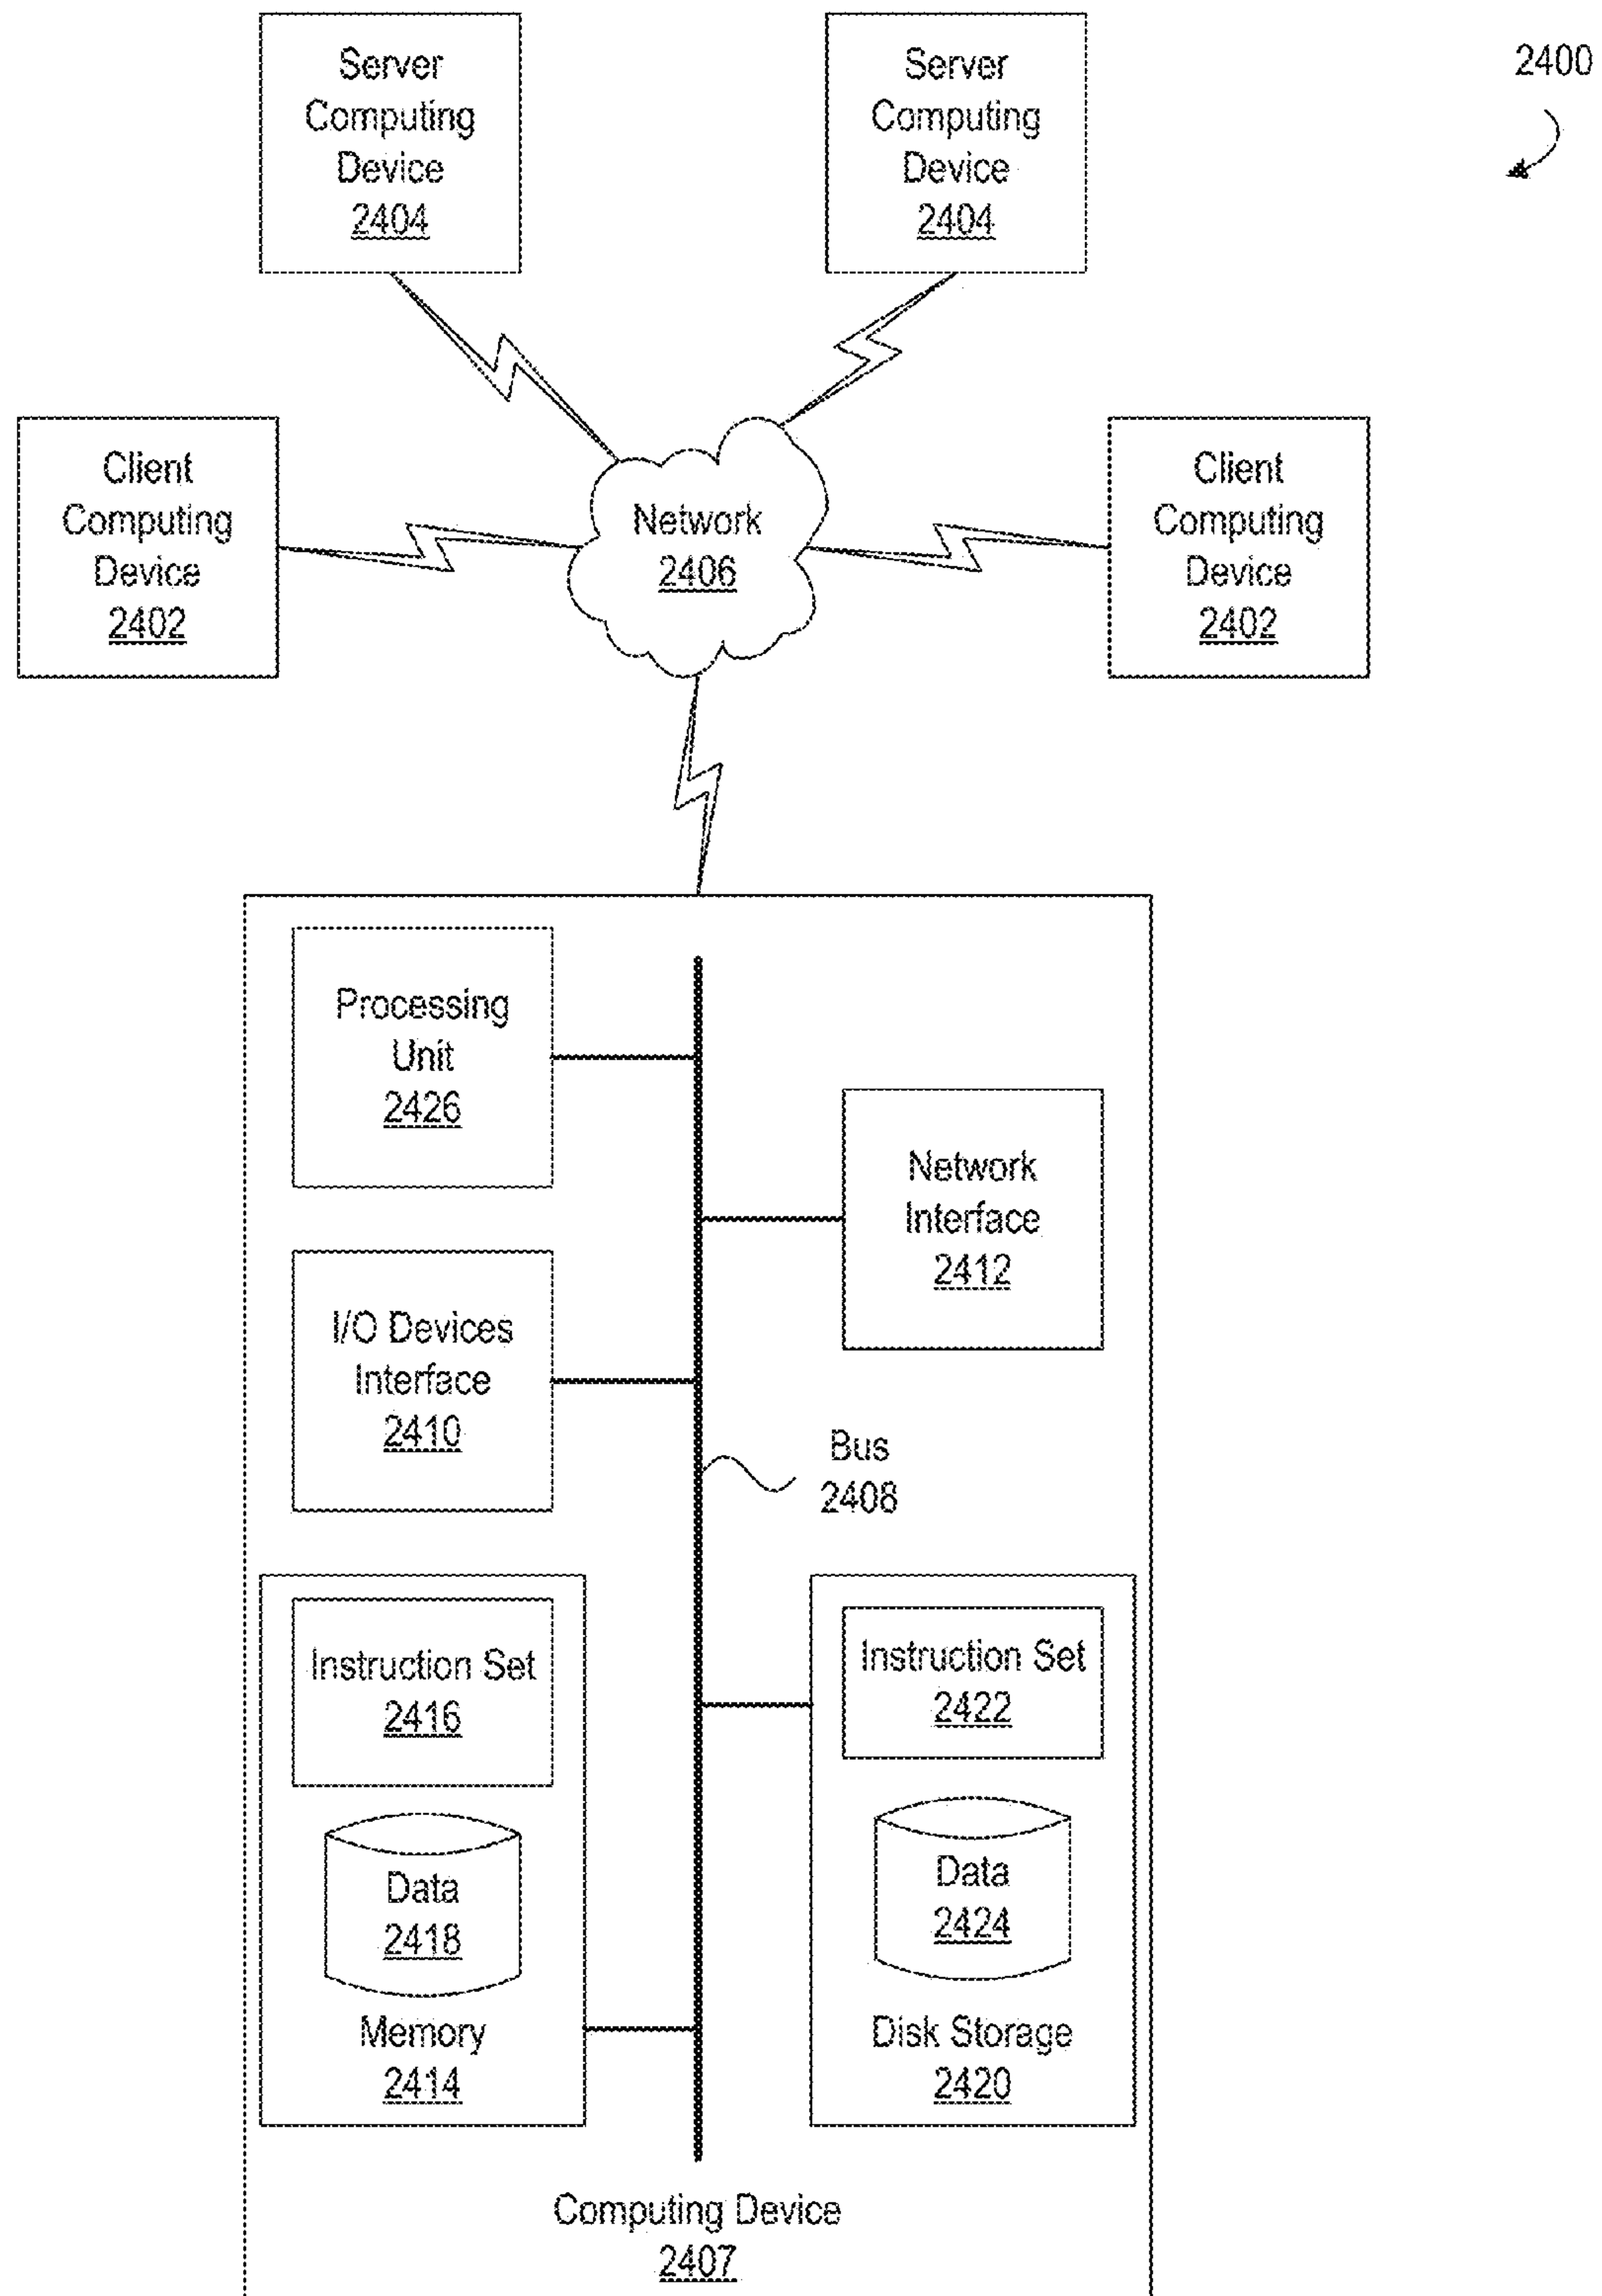 2400
Server
Computing
Device
2404
Server
Computing
Device
2404
Client
Computing
Device
2402
Network
2406
Client
Computing
Device
2402
Processing
Unit
2426
Network
Interface
2412
I/O Devices
Interface
2410
Bus
2408
Instruction Set
2416
Data
2418
Memory
2414
Instruction Set
2422
Data
2424
Disk Storage
2420
Computing Device
2407